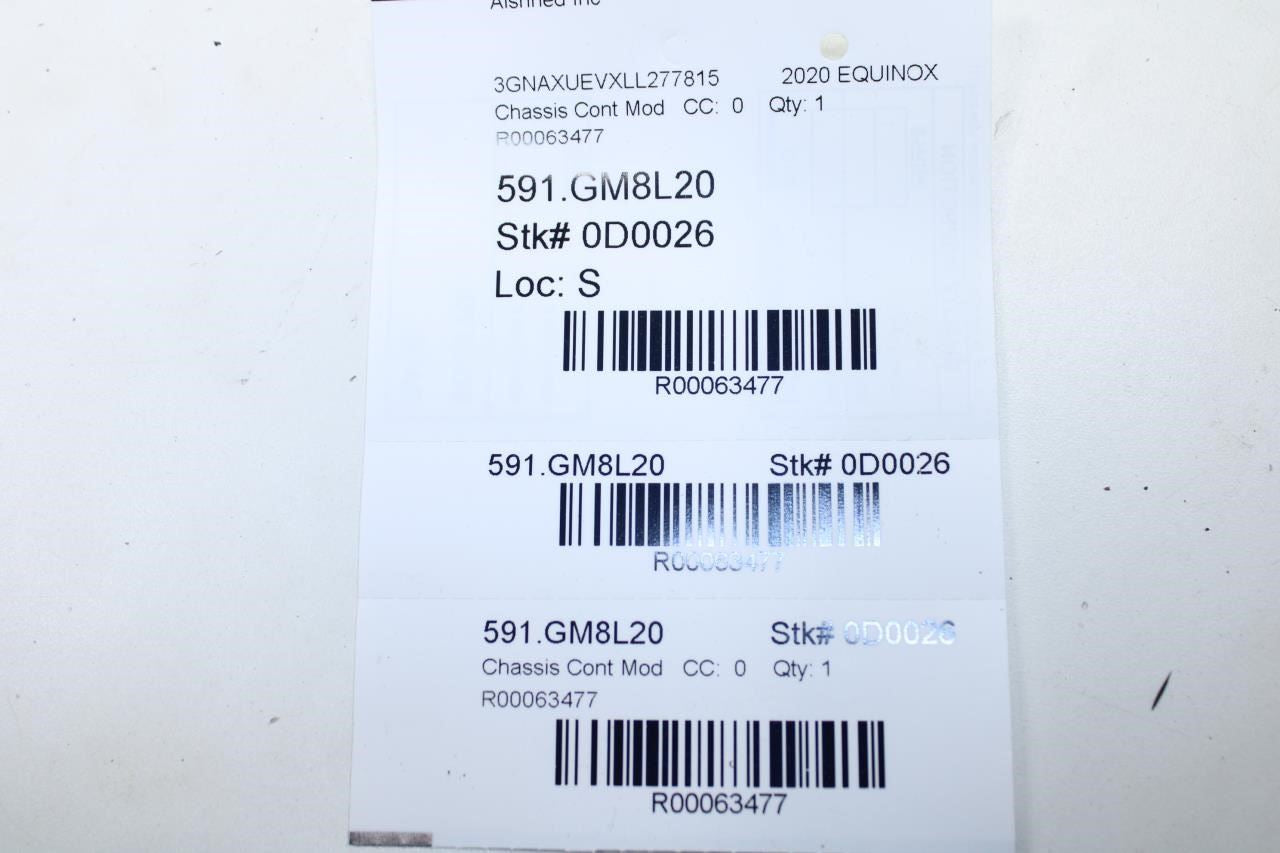 3GNAXUEVXLL277815 2020 EQUINOX
Chassis Cont Mod CC: 0 Qty: 1
R00063477
591.GM8L20
Stk# 0D0026
Loc: S
R00063477
591.GM8L20 Stk# 0D0026
R00063477
591.GM8L20 Stk# 0D0026
Chassis Cont Mod CC: 0 Qty: 1
R00063477
R00063477